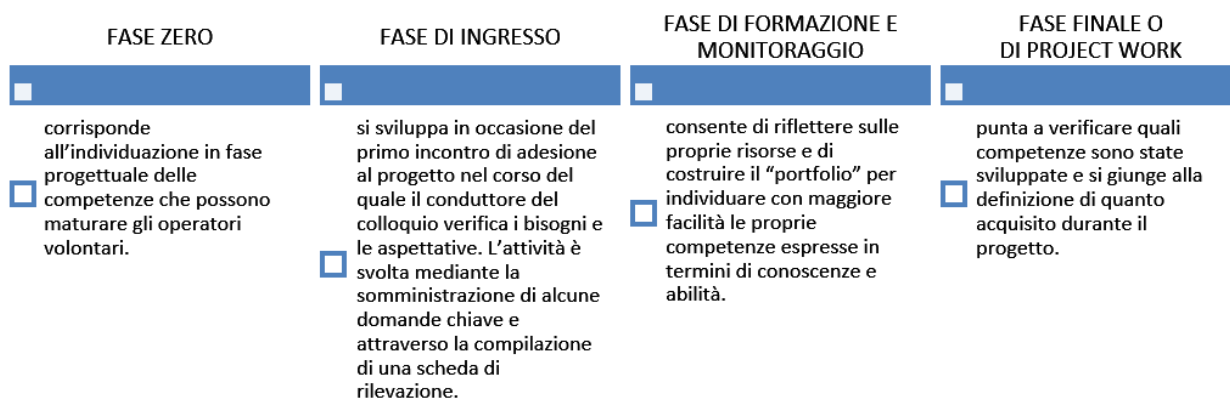 FASE ZERO
corrisponde
all'individuazione in fase
progettuale delle
competenze che possono
maturare gli operatori
volontari.
FASE DI INGRESSO
si sviluppa in occasione del
primo incontro di adesione
al progetto nel corso del
quale il conduttore del
colloquio verifica i bisogni e
le aspettative. L'attività è
svolta mediante la
somministrazione di alcune
domande chiave e
attraverso la compilazione
di una scheda di
rilevazione.
FASE DI FORMAZIONE E
MONITORAGGIO
consente di riflettere sulle
proprie risorse e di
costruire il "portfolio" per
individuare con maggiore
facilità le proprie
competenze espresse in
termini di conoscenze e
abilità.
FASE FINALE O
DI PROJECT WORK
punta a verificare quali
competenze sono state
sviluppate e si giunge alla
definizione di quanto
acquisito durante il
progetto.